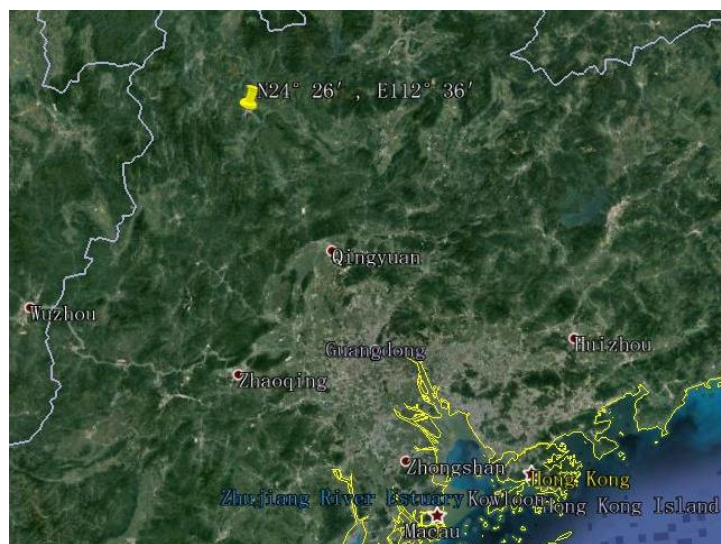 N24° 26′ , E112° 36′
Qingyuan
Wuzhou
Guangdong
Huizhou
Zhaoqing
Zhongshan
Hong Kong
Zhujiang River Estuary
Kowloon
Hong Kong Island
Macau